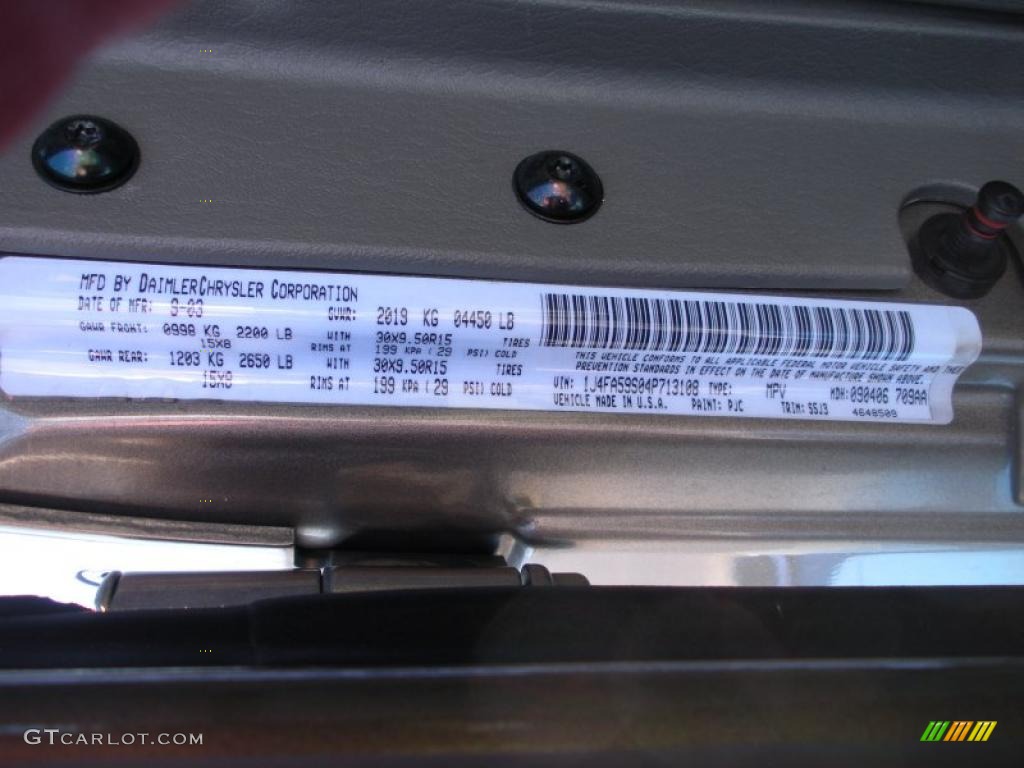 MFD BY DAIMLERCHRYSLER CORPORATION
DATE OF MFR: 9-03 GVWR: 2019 KG 04450 LB
GAWR FRONT: 0998 KG 2200 LB WITH 30X9.50R15 TIRES
15X8 RIMS AT 199 KPA ( 29 PSI) COLD
GAWR REAR: 1203 KG 2650 LB WITH 30X9.50R15 TIRES
15X8 RIMS AT 199 KPA ( 29 PSI) COLD
THIS VEHICLE CONFORMS TO ALL APPLICABLE FEDERAL MOTOR VEHICLE SAFETY AND THEFT
PREVENTION STANDARDS IN EFFECT ON THE DATE OF MANUFACTURE SHOWN ABOVE.
VIN: 1J4FA59S04P713108 TYPE: MPV MDH: 090406 709AA
VEHICLE MADE IN U.S.A. PAINT: PJC TRIM: S5J3 4648509
GTCARLOT.COM